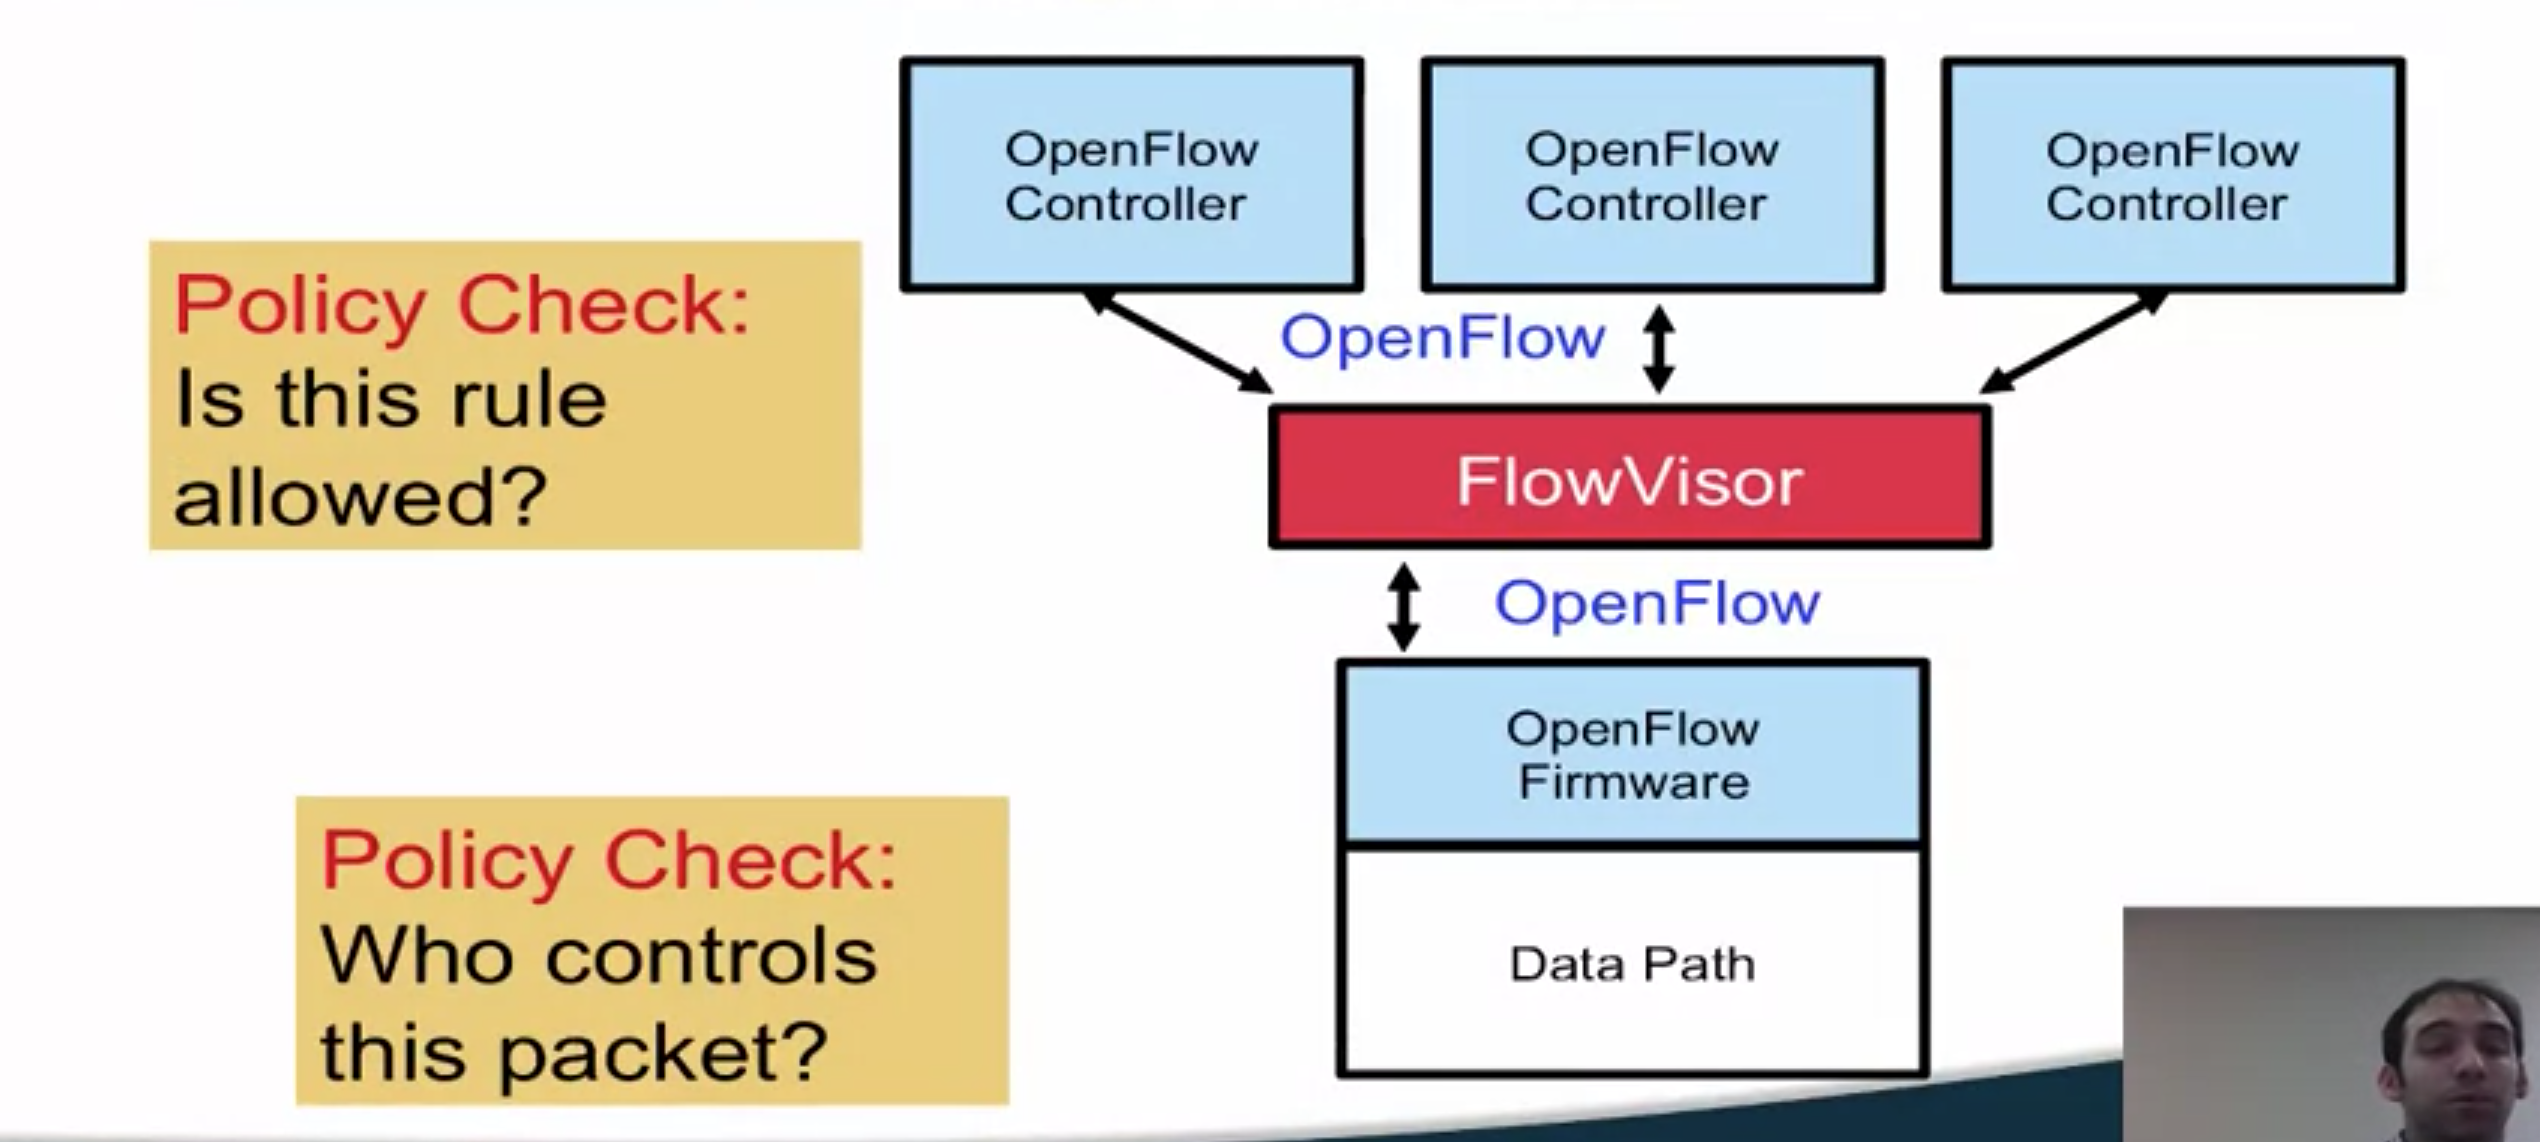 OpenFlow
Controller
OpenFlow
Controller
OpenFlow
Controller
Policy Check:
Is this rule
allowed?
OpenFlow
FlowVisor
OpenFlow
OpenFlow
Firmware
Policy Check:
Who controls
this packet?
Data Path